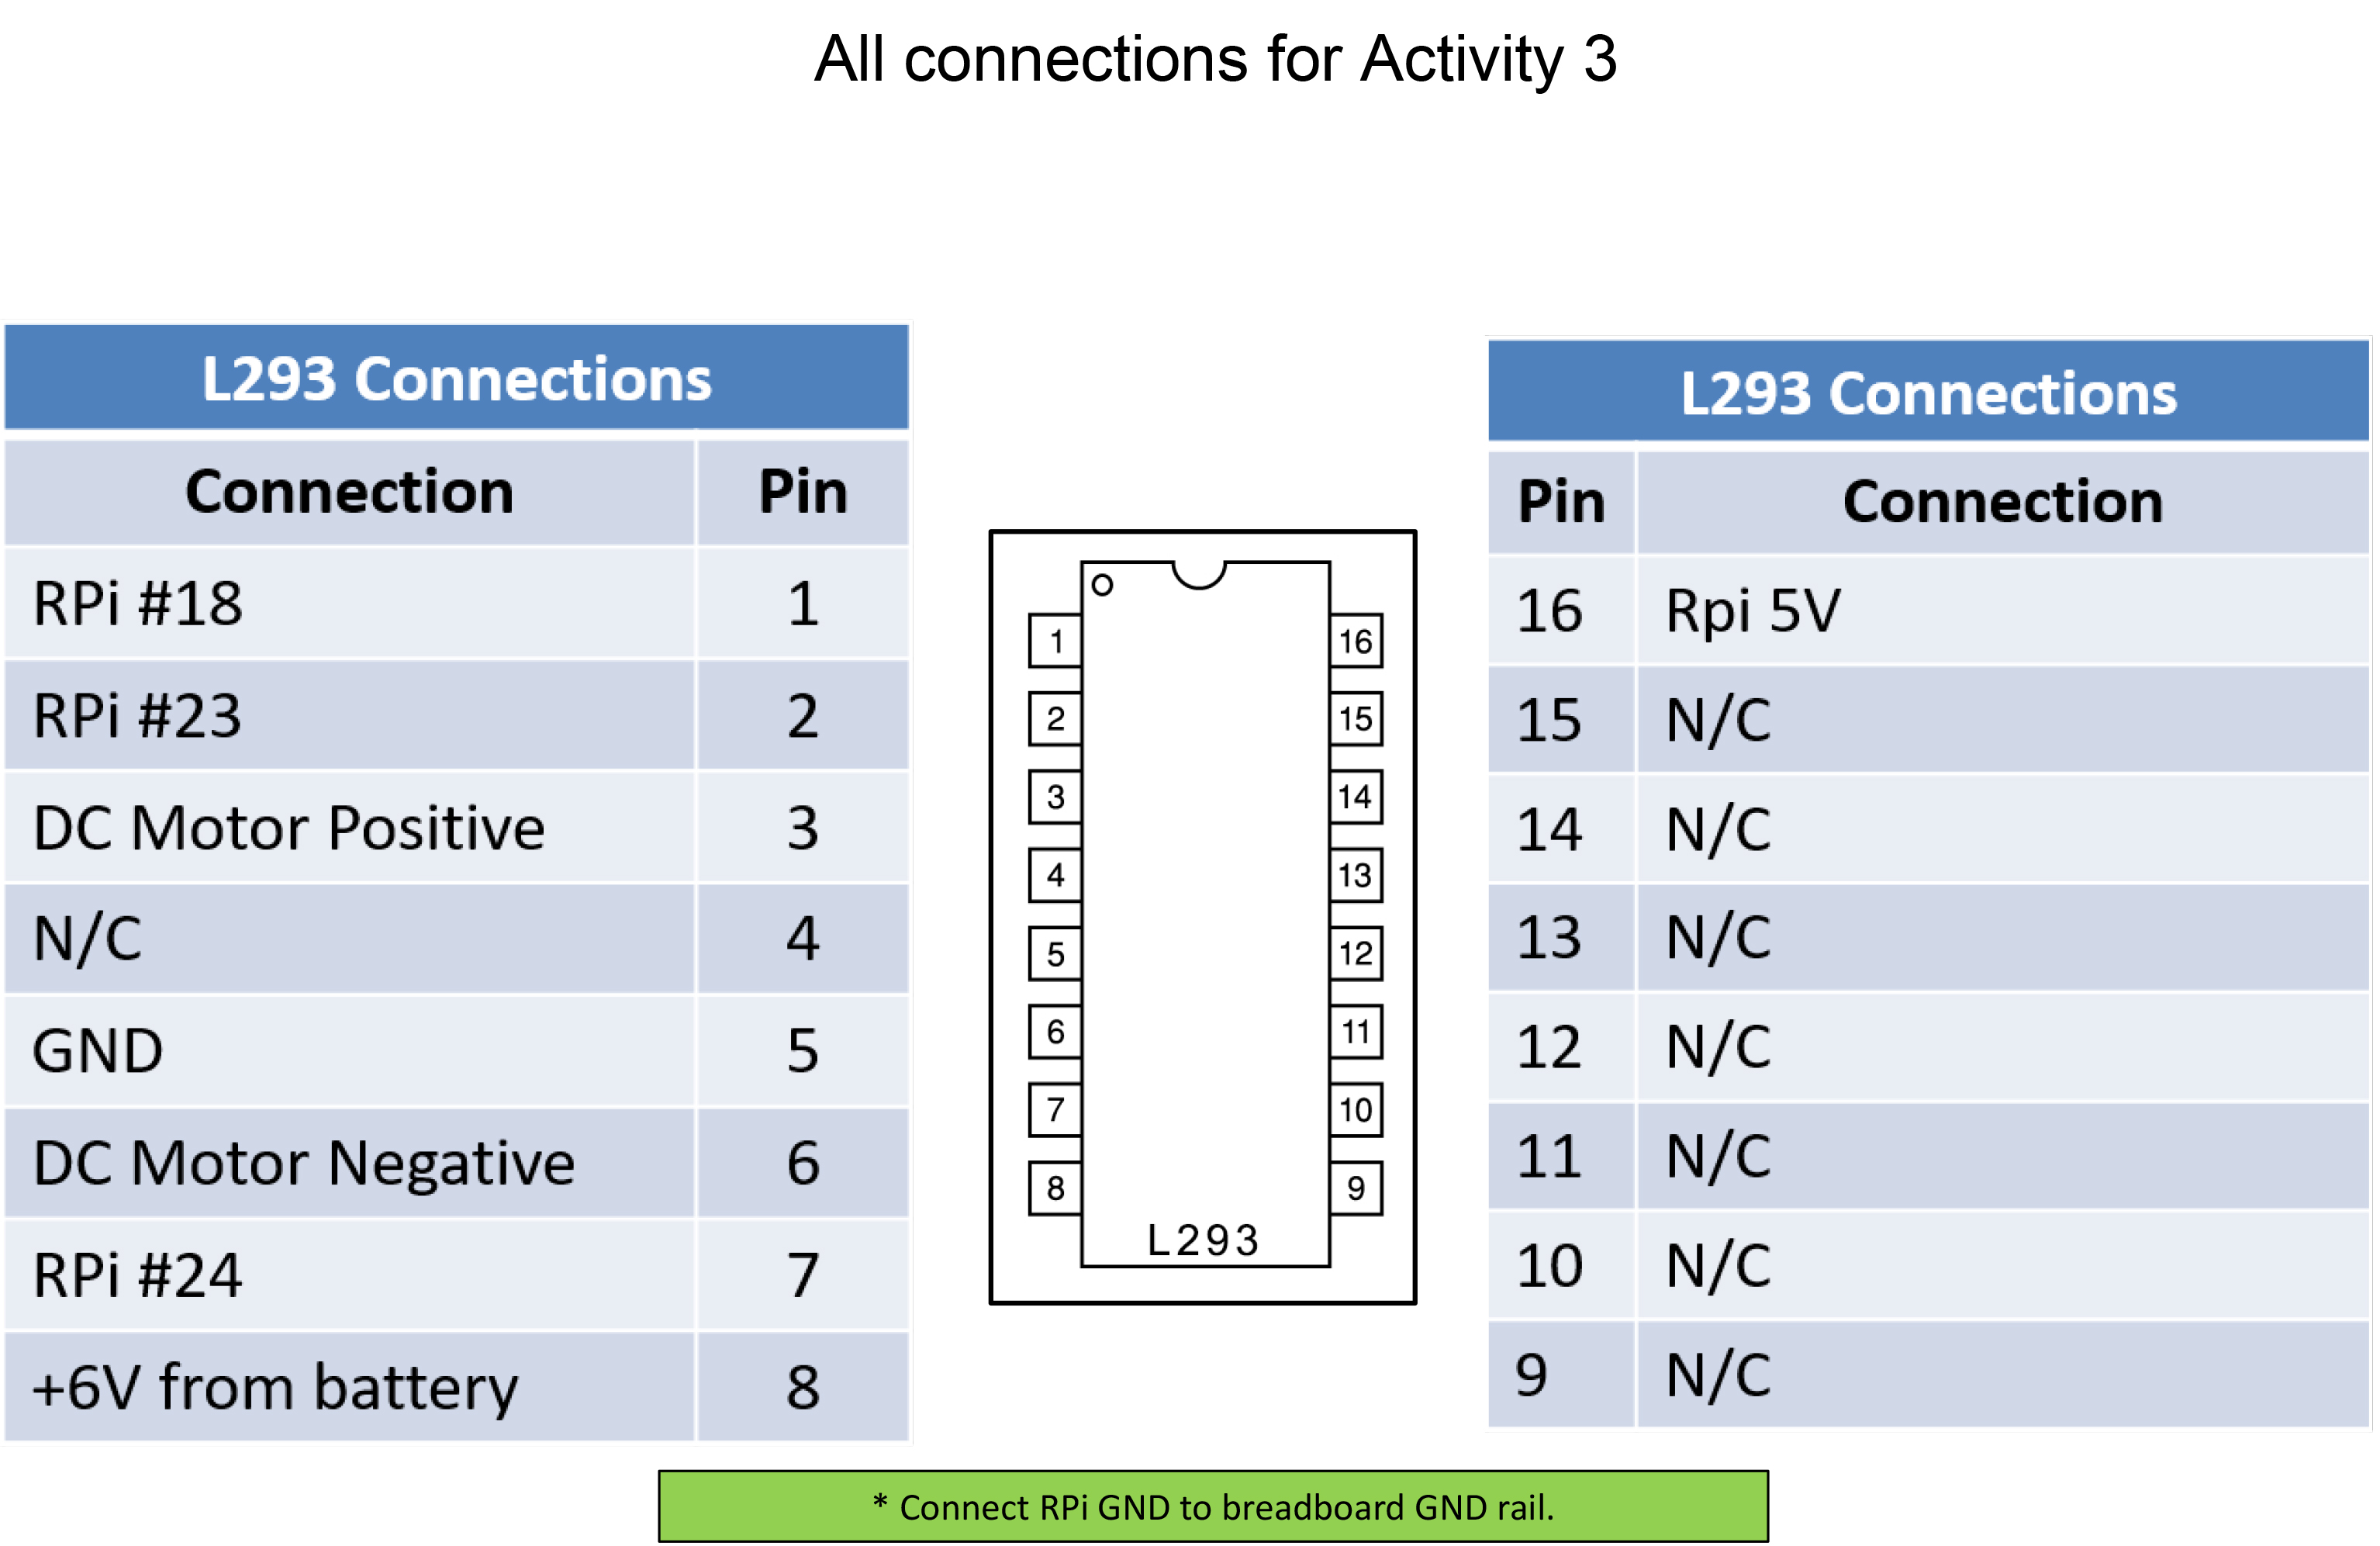 All connections for Activity 3
L293 Connections
Connection Pin
RPi #18 1
RPi #23 2
DC Motor Positive 3
N/C 4
GND 5
DC Motor Negative 6
RPi #24 7
+6V from battery 8
1 16
2 15
3 14
4 13
5 12
6 11
7 10
8 9
L293
L293 Connections
Pin Connection
16 Rpi 5V
15 N/C
14 N/C
13 N/C
12 N/C
11 N/C
10 N/C
9 N/C
* Connect RPi GND to breadboard GND rail.